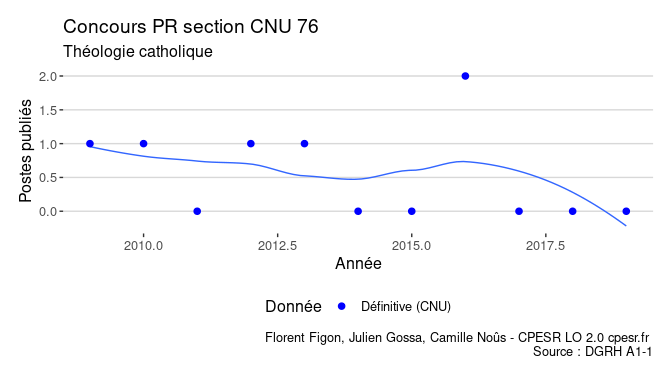 Concours PR section CNU 76
Théologie catholique
Postes publiés
2.0
1.5
1.0
0.5
0.0
2010.0 2012.5 2015.0 2017.5
Année
Donnée Définitive (CNU)
Florent Figon, Julien Gossa, Camille Noûs - CPESR LO 2.0 cpesr.fr
Source : DGRH A1-1